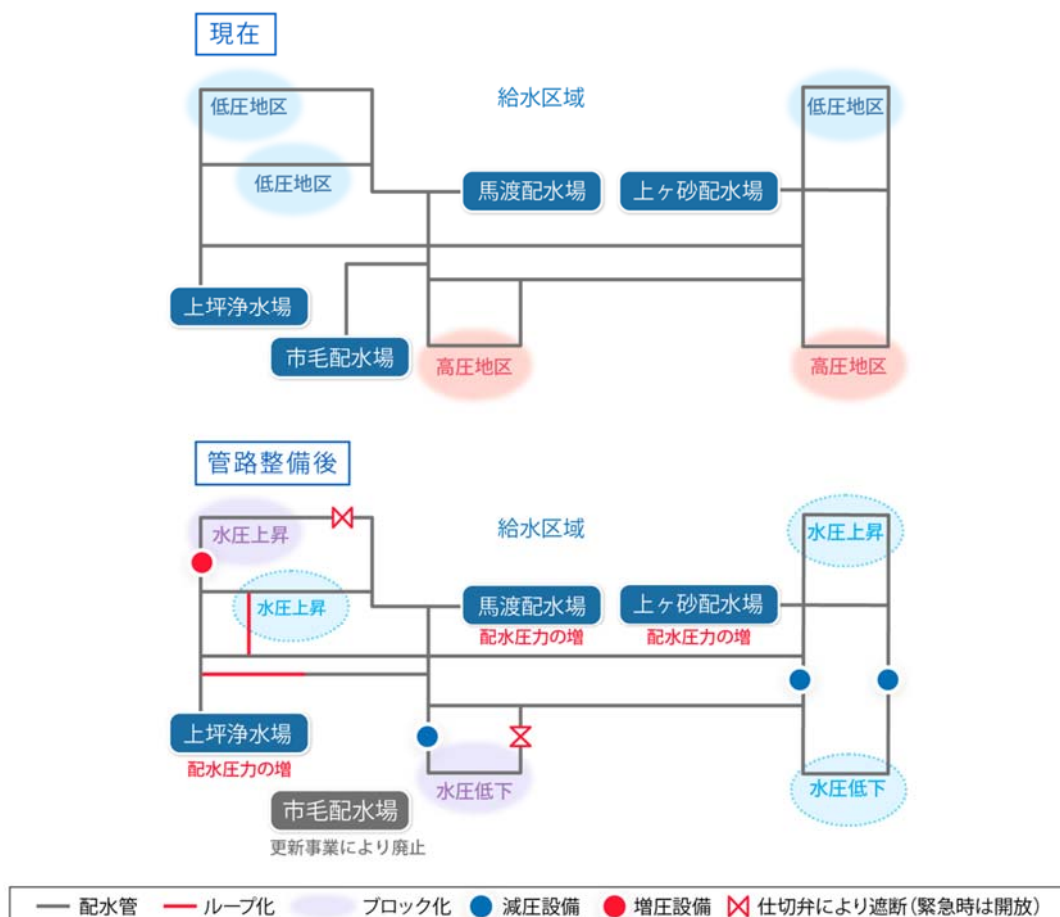 現在
低圧地区
給水区域
低圧地区
低圧地区
馬渡配水場
上ヶ砂配水場
上坪浄水場
市毛配水場
高圧地区
高圧地区
管路整備後
水圧上昇
給水区域
水圧上昇
水圧上昇
馬渡配水場
上ヶ砂配水場
配水圧力の増
配水圧力の増
上坪浄水場
配水圧力の増
水圧低下
水圧低下
市毛配水場
更新事業により廃止
配水管 ループ化 ブロック化 減圧設備 増圧設備 仕切弁により遮断(緊急時は開放)